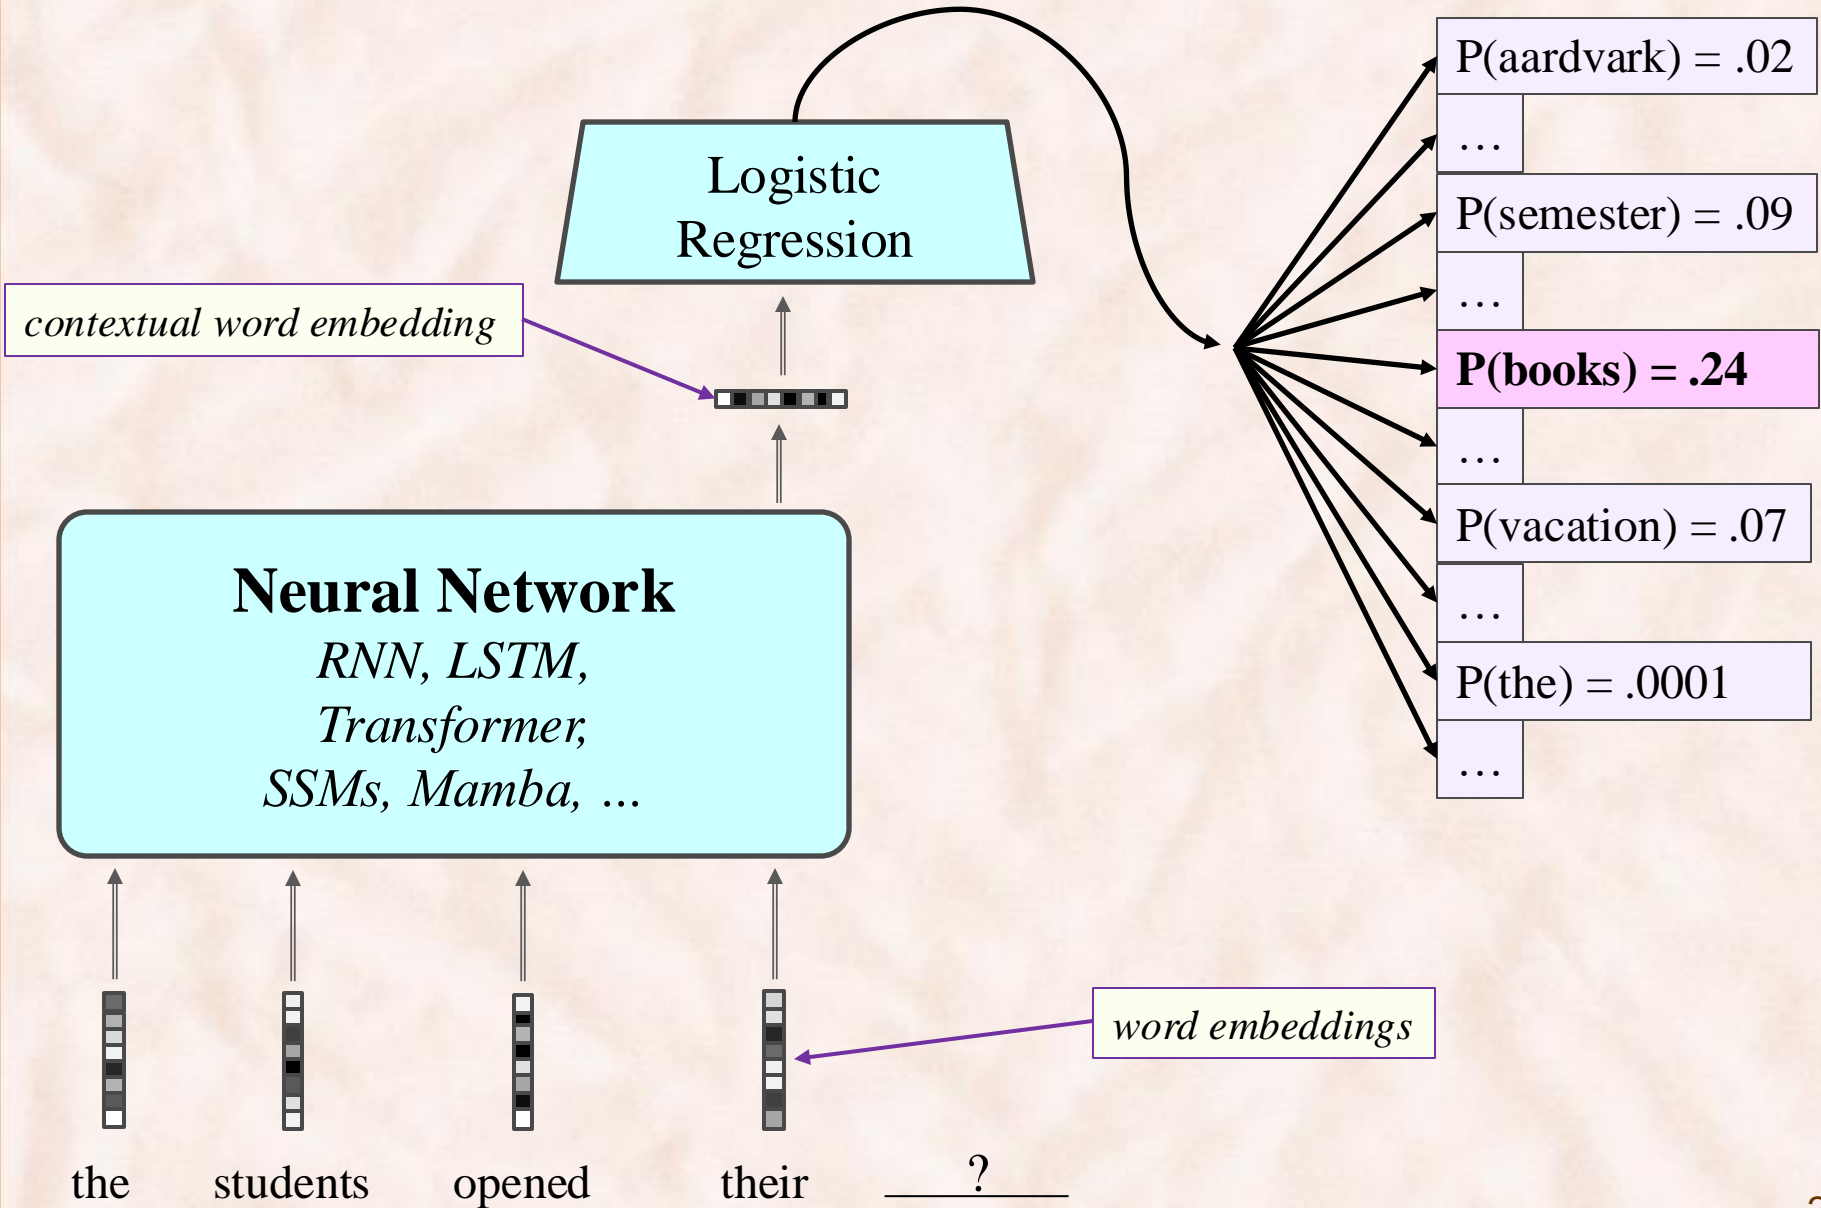 P(aardvark) = .02
…
P(semester) = .09
…
P(books) = .24
…
P(vacation) = .07
…
P(the) = .0001
…
Logistic
Regression
contextual word embedding
Neural Network
RNN, LSTM,
Transformer,
SSMs, Mamba, ...
word embeddings
the students opened their ?